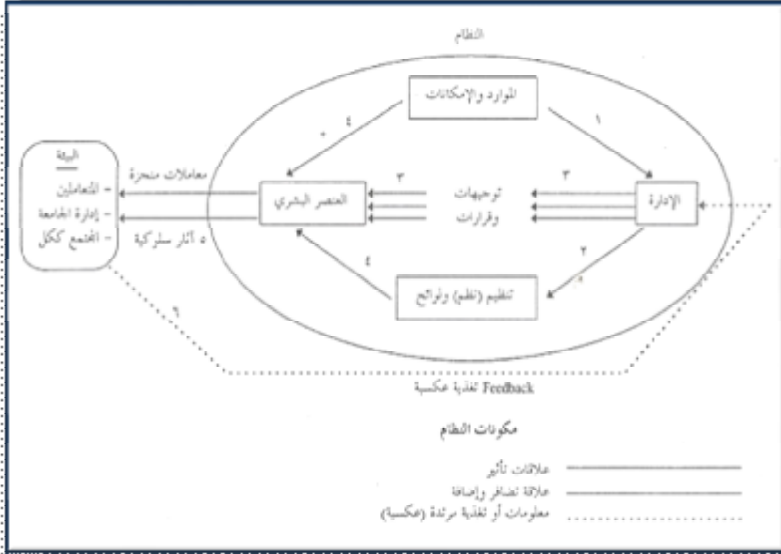 النظام
الموارد والإمكانات
١
٤
البيئة
- المتعاملين
- إدارة الجامعة
- المجتمع ككل
معاملات منجزة
٥ آثار سلوكية
العنصر البشري
٣
توجيهات
وقرارات
٣
الإدارة
٢
٤
تنظيم (نظم) ولوائح
٦
Feedback تغذية عكسية
مكونات النظام
علاقات تأثير
علاقة تضافر وإضافة
معلومات أو تغذية مرتدة (عكسية)